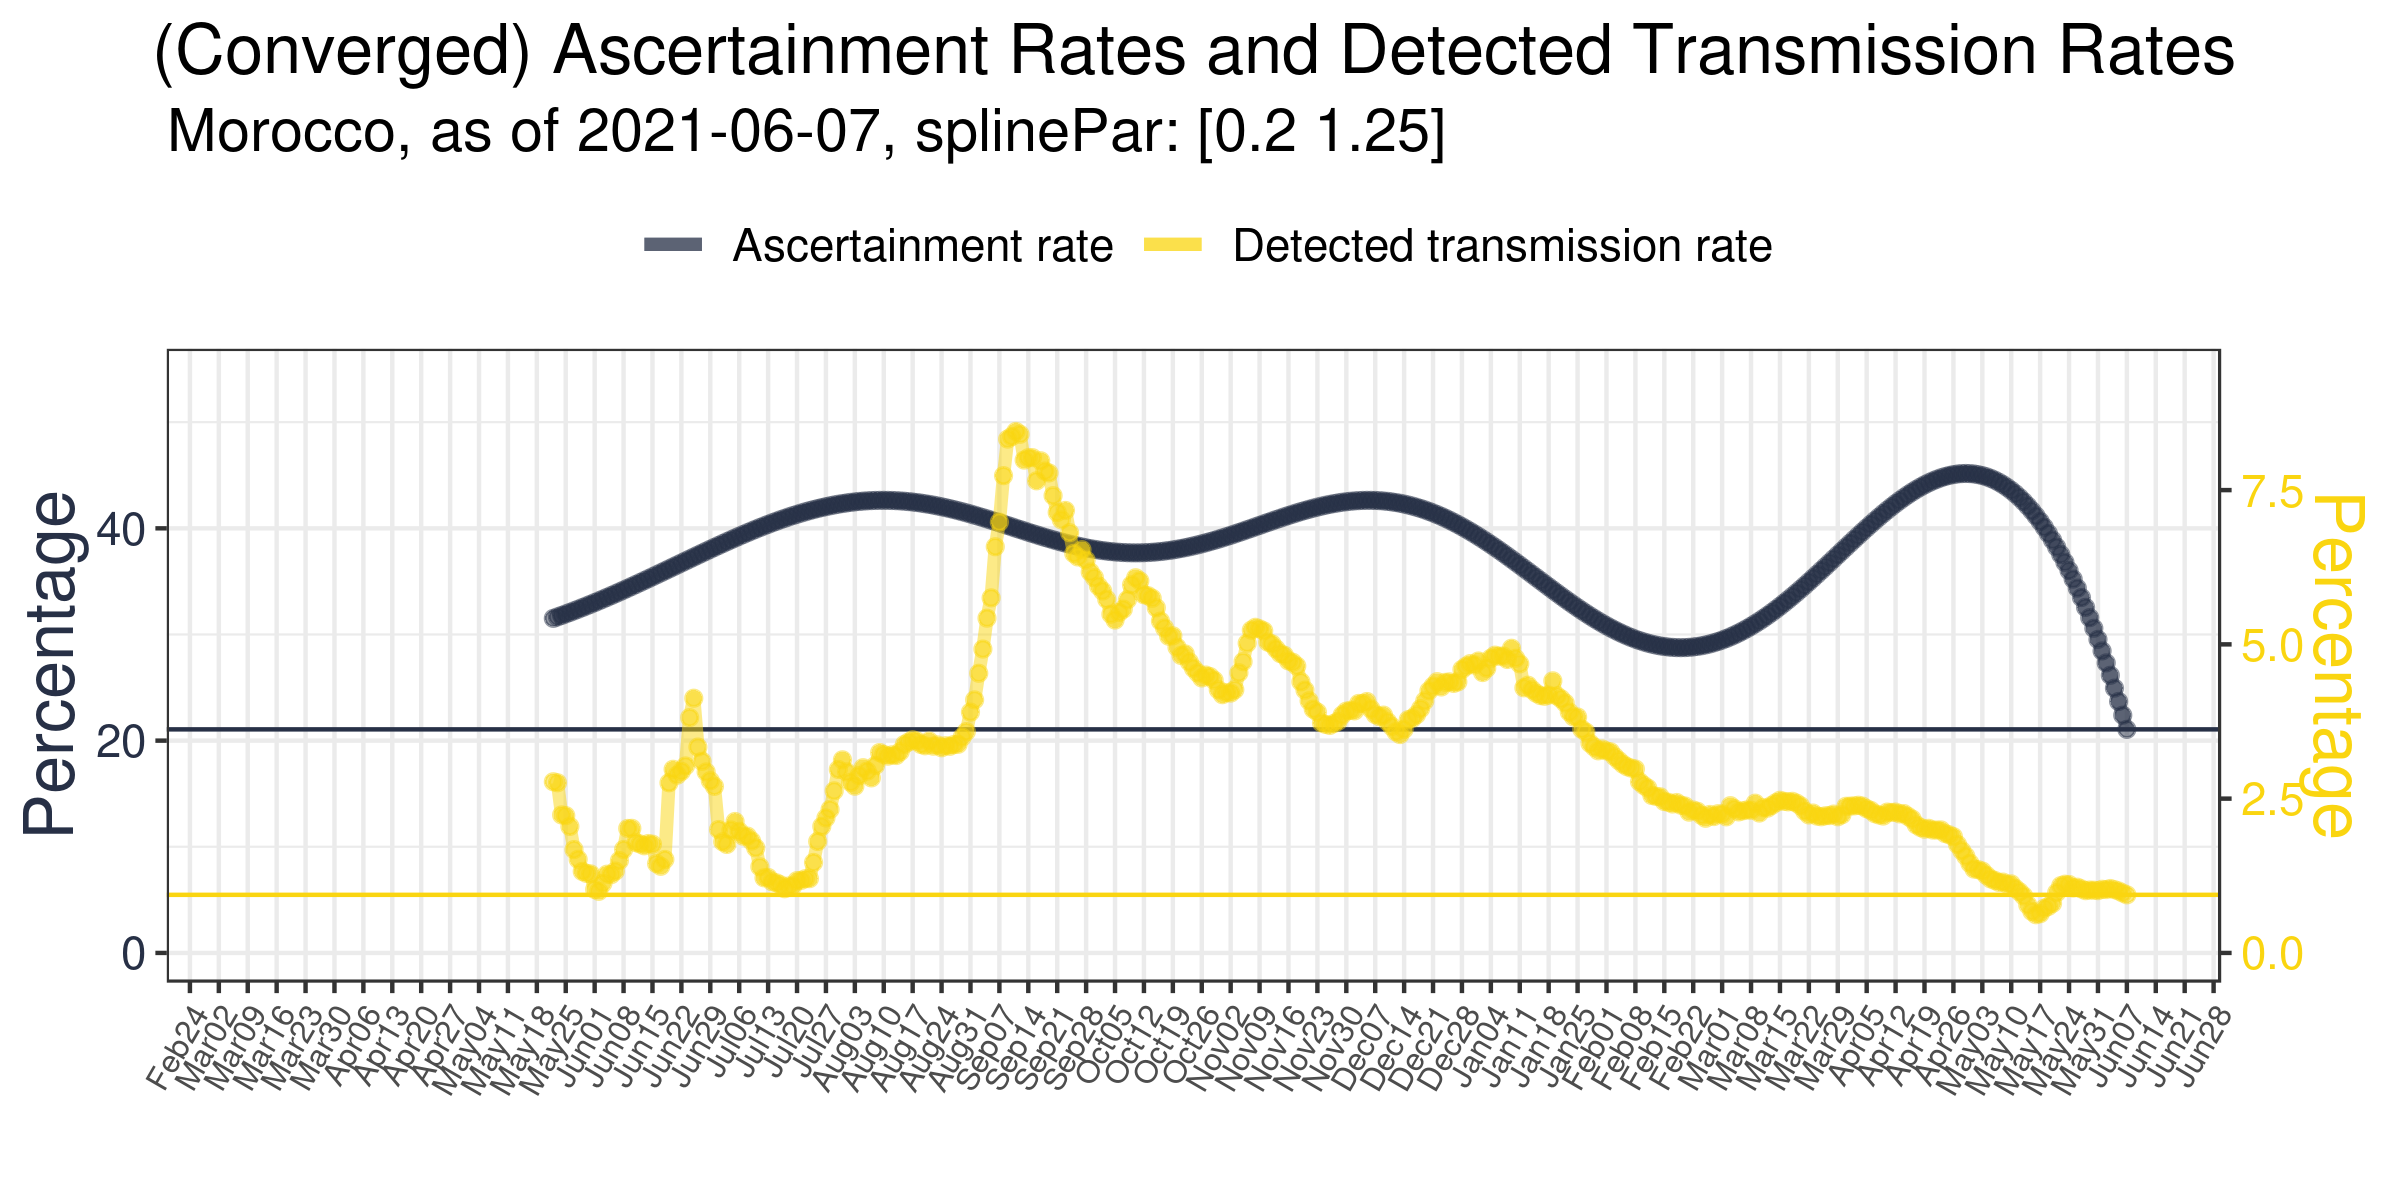 (Converged) Ascertainment Rates and Detected Transmission Rates
Morocco, as of 2021-06-07, splinePar: [0.2 1.25]
Ascertainment rate Detected transmission rate
Percentage
40
20
0
7.5
5.0
2.5
0.0
Percentage
Feb24 Mar02 Mar09 Mar16 Mar23 Mar30 Apr06 Apr13 Apr20 Apr27 May04 May11 May18 May25 Jun01 Jun08 Jun15 Jun22 Jun29 Jul06 Jul13 Jul20 Jul27 Aug03 Aug10 Aug17 Aug24 Aug31 Sep07 Sep14 Sep21 Sep28 Oct05 Oct12 Oct19 Oct26 Nov02 Nov09 Nov16 Nov23 Nov30 Dec07 Dec14 Dec21 Dec28 Jan04 Jan11 Jan18 Jan25 Feb01 Feb08 Feb15 Feb22 Mar01 Mar08 Mar15 Mar22 Mar29 Apr05 Apr12 Apr19 Apr26 May03 May10 May17 May24 May31 Jun07 Jun14 Jun21 Jun28